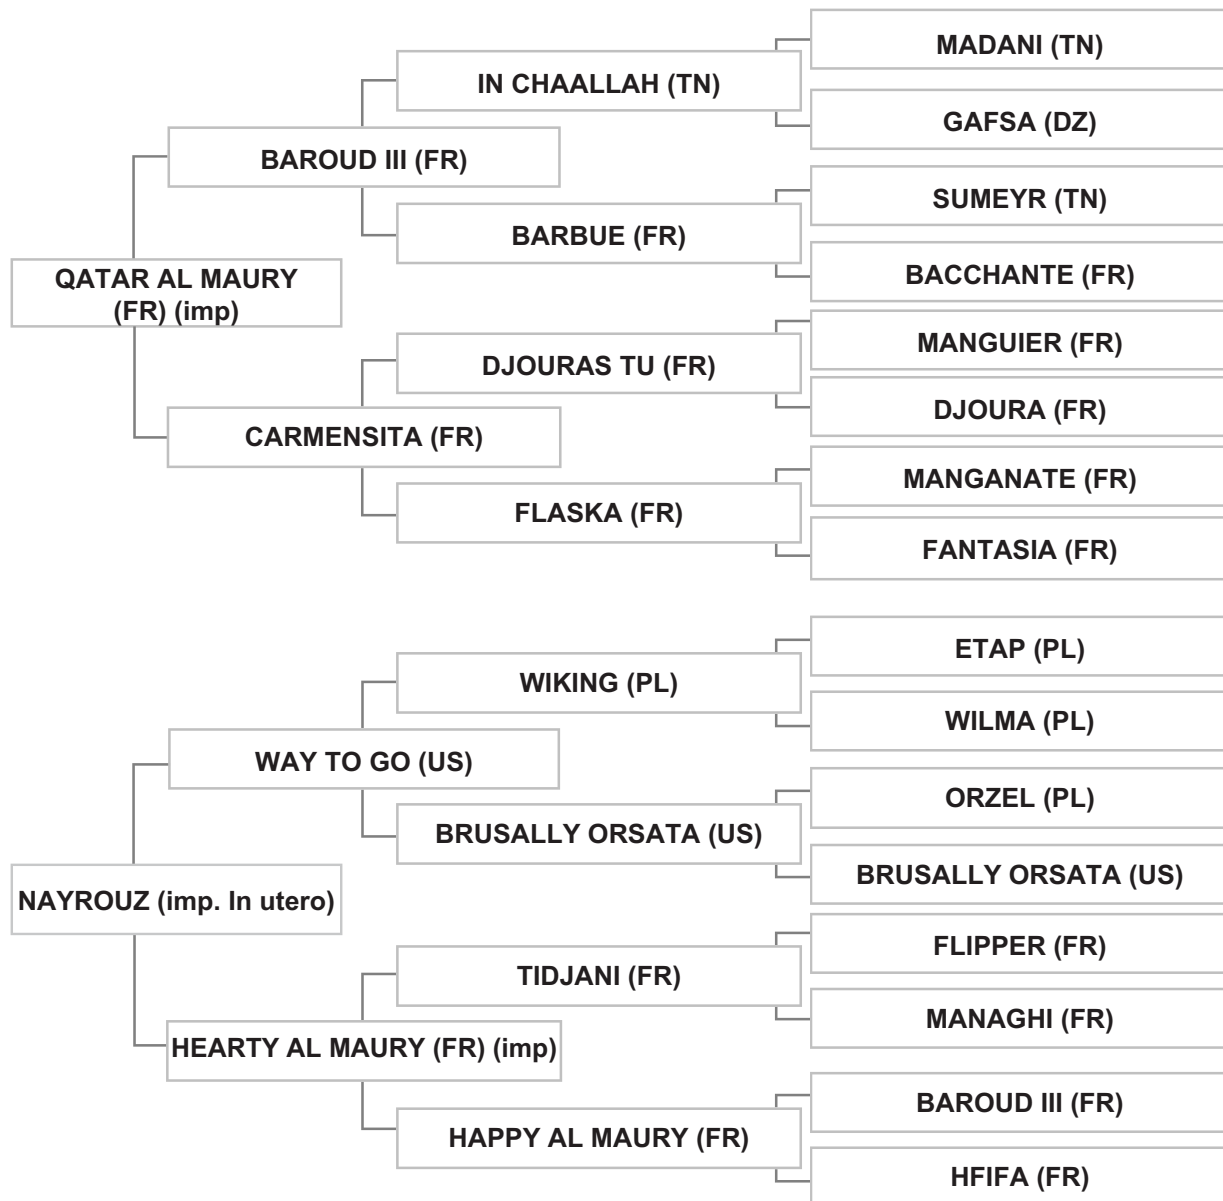 MADANI (TN)
IN CHAALLAH (TN)
GAFSA (DZ)
BAROUD III (FR)
SUMEYR (TN)
BARBUE (FR)
BACCHANTE (FR)
QATAR AL MAURY
(FR) (imp)
MANGUIER (FR)
DJOURAS TU (FR)
DJOURA (FR)
CARMENSITA (FR)
MANGANATE (FR)
FLASKA (FR)
FANTASIA (FR)
ETAP (PL)
WIKING (PL)
WILMA (PL)
WAY TO GO (US)
ORZEL (PL)
BRUSALLY ORSATA (US)
BRUSALLY ORSATA (US)
NAYROUZ (imp. In utero)
FLIPPER (FR)
TIDJANI (FR)
MANAGHI (FR)
HEARTY AL MAURY (FR) (imp)
BAROUD III (FR)
HAPPY AL MAURY (FR)
HFIFA (FR)